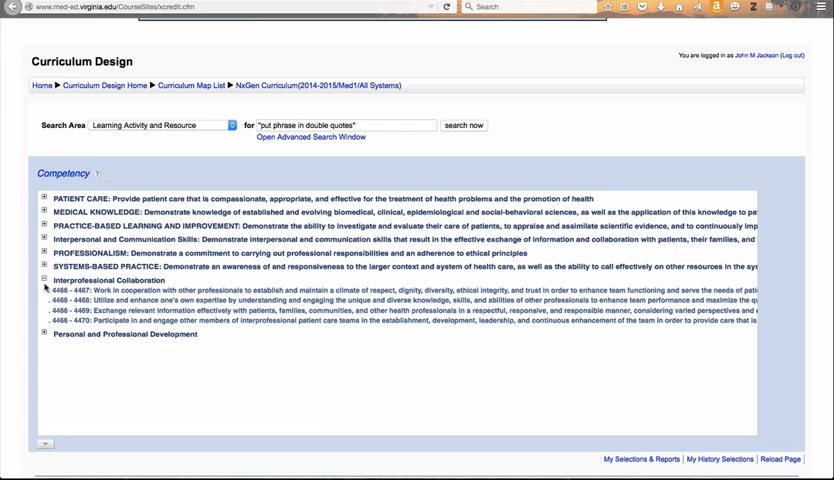 www.med-ed.virginia.edu/CourseSites/xcredit.cfm
Search
Curriculum Design
You are logged in as John M Jackson (Log out)
Home ▶ Curriculum Design Home ▶ Curriculum Map List ▶ NxGen Curriculum(2014-2015/Med1/All Systems)
Search Area Learning Activity and Resource for "put phrase in double quotes" search now
Open Advanced Search Window
Competency ?
PATIENT CARE: Provide patient care that is compassionate, appropriate, and effective for the treatment of health problems and the promotion of health
MEDICAL KNOWLEDGE: Demonstrate knowledge of established and evolving biomedical, clinical, epidemiological and social-behavioral sciences, as well as the application of this knowledge to pa
PRACTICE-BASED LEARNING AND IMPROVEMENT: Demonstrate the ability to investigate and evaluate their care of patients, to appraise and assimilate scientific evidence, and to continuously imp
Interpersonal and Communication Skills: Demonstrate interpersonal and communication skills that result in the effective exchange of information and collaboration with patients, their families, and
PROFESSIONALISM: Demonstrate a commitment to carrying out professional responsibilities and an adherence to ethical principles
SYSTEMS-BASED PRACTICE: Demonstrate an awareness of and responsiveness to the larger context and system of health care, as well as the ability to call effectively on other resources in the sys
Interprofessional Collaboration
. 4466 - 4467: Work in cooperation with other professionals to establish and maintain a climate of respect, dignity, diversity, ethical integrity, and trust in order to enhance team functioning and serve the needs of pati
. 4466 - 4468: Utilize and enhance one's own expertise by understanding and engaging the unique and diverse knowledge, skills, and abilities of other professionals to enhance team performance and maximize the qu
. 4466 - 4469: Exchange relevant information effectively with patients, families, communities, and other health professionals in a respectful, responsive, and responsible manner, considering varied perspectives and e
. 4466 - 4470: Participate in and engage other members of interprofessional patient care teams in the establishment, development, leadership, and continuous enhancement of the team in order to provide care that is
Personal and Professional Development
My Selections & Reports | My History Selections | Reload Page